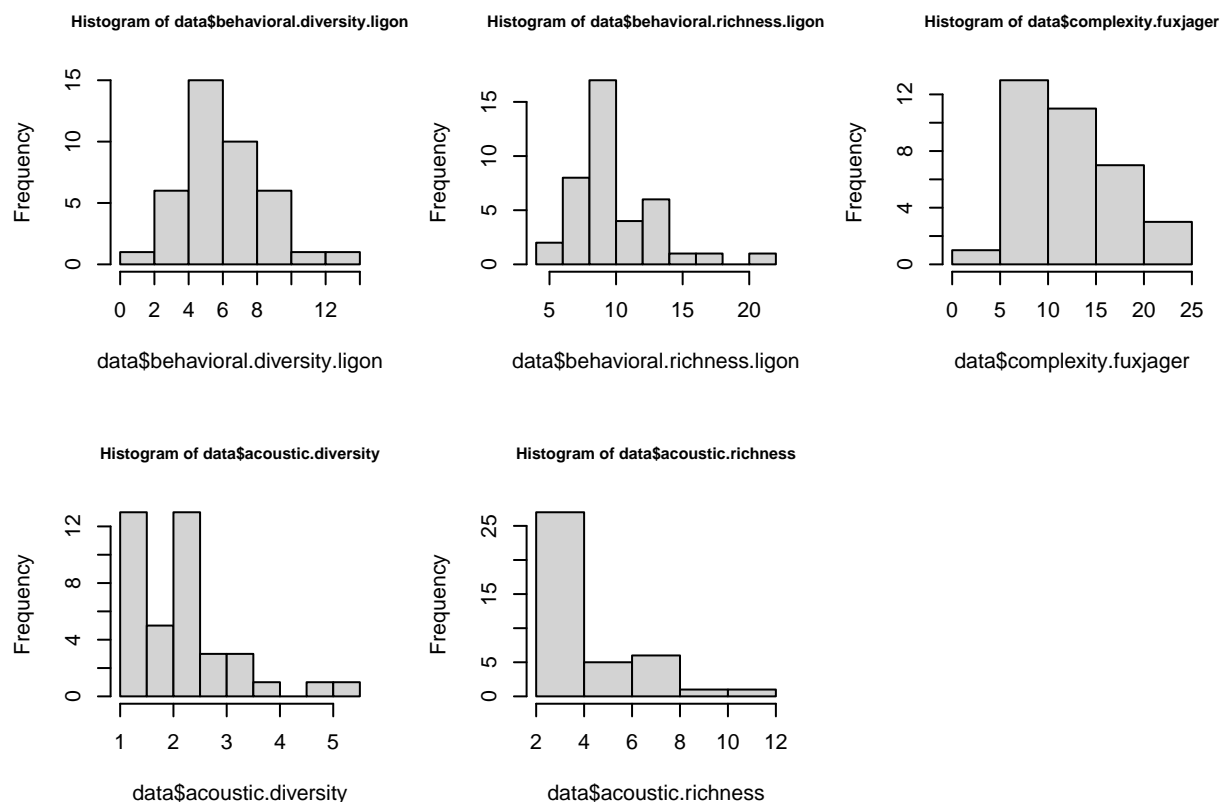 Histogram of data$behavioral.diversity.ligon
Frequency
0 5 10 15
0 2 4 6 8 12
data$behavioral.diversity.ligon
Histogram of data$behavioral.richness.ligon
Frequency
0 5 10 15
5 10 15 20
data$behavioral.richness.ligon
Histogram of data$complexity.fuxjager
Frequency
0 4 8 12
0 5 10 15 20 25
data$complexity.fuxjager
Histogram of data$acoustic.diversity
Frequency
0 4 8 12
1 2 3 4 5
data$acoustic.diversity
Histogram of data$acoustic.richness
Frequency
0 5 15 25
2 4 6 8 10 12
data$acoustic.richness